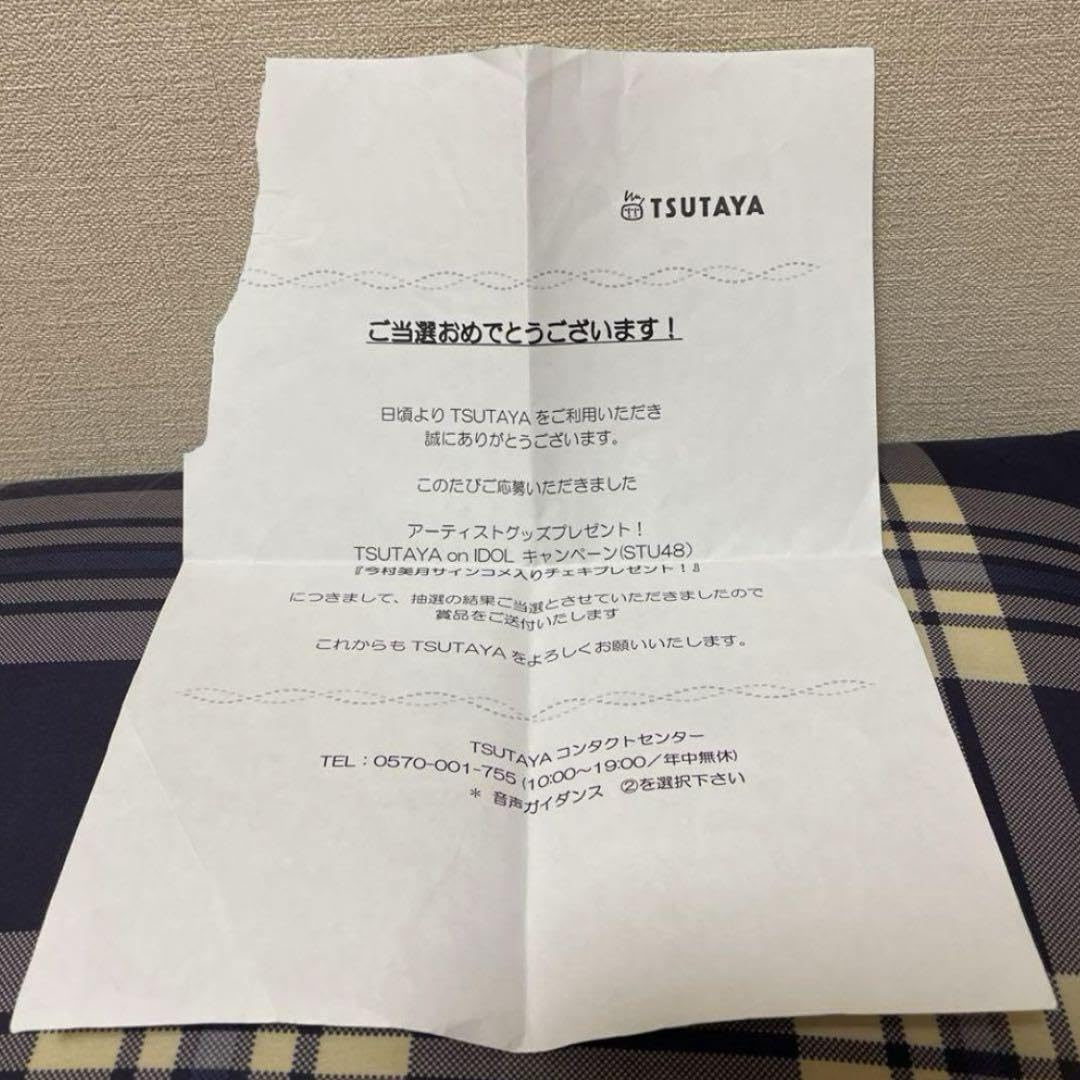 TSUTAYA
ご当選おめでとうございます！
日頃より TSUTAYA をご利用いただき
誠にありがとうございます。
このたびご応募いただきました
アーティストグッズプレゼント！
TSUTAYA on IDOL キャンペーン(STU48)
『今村美月サインコメ入りチェキプレゼント！』
につきまして、抽選の結果ご当選とさせていただきましたので
賞品をご送付いたします
これからも TSUTAYA をよろしくお願いいたします。
TSUTAYA コンタクトセンター
TEL：0570-001-755 (10:00～19:00／年中無休)
＊ 音声ガイダンス　②を選択下さい